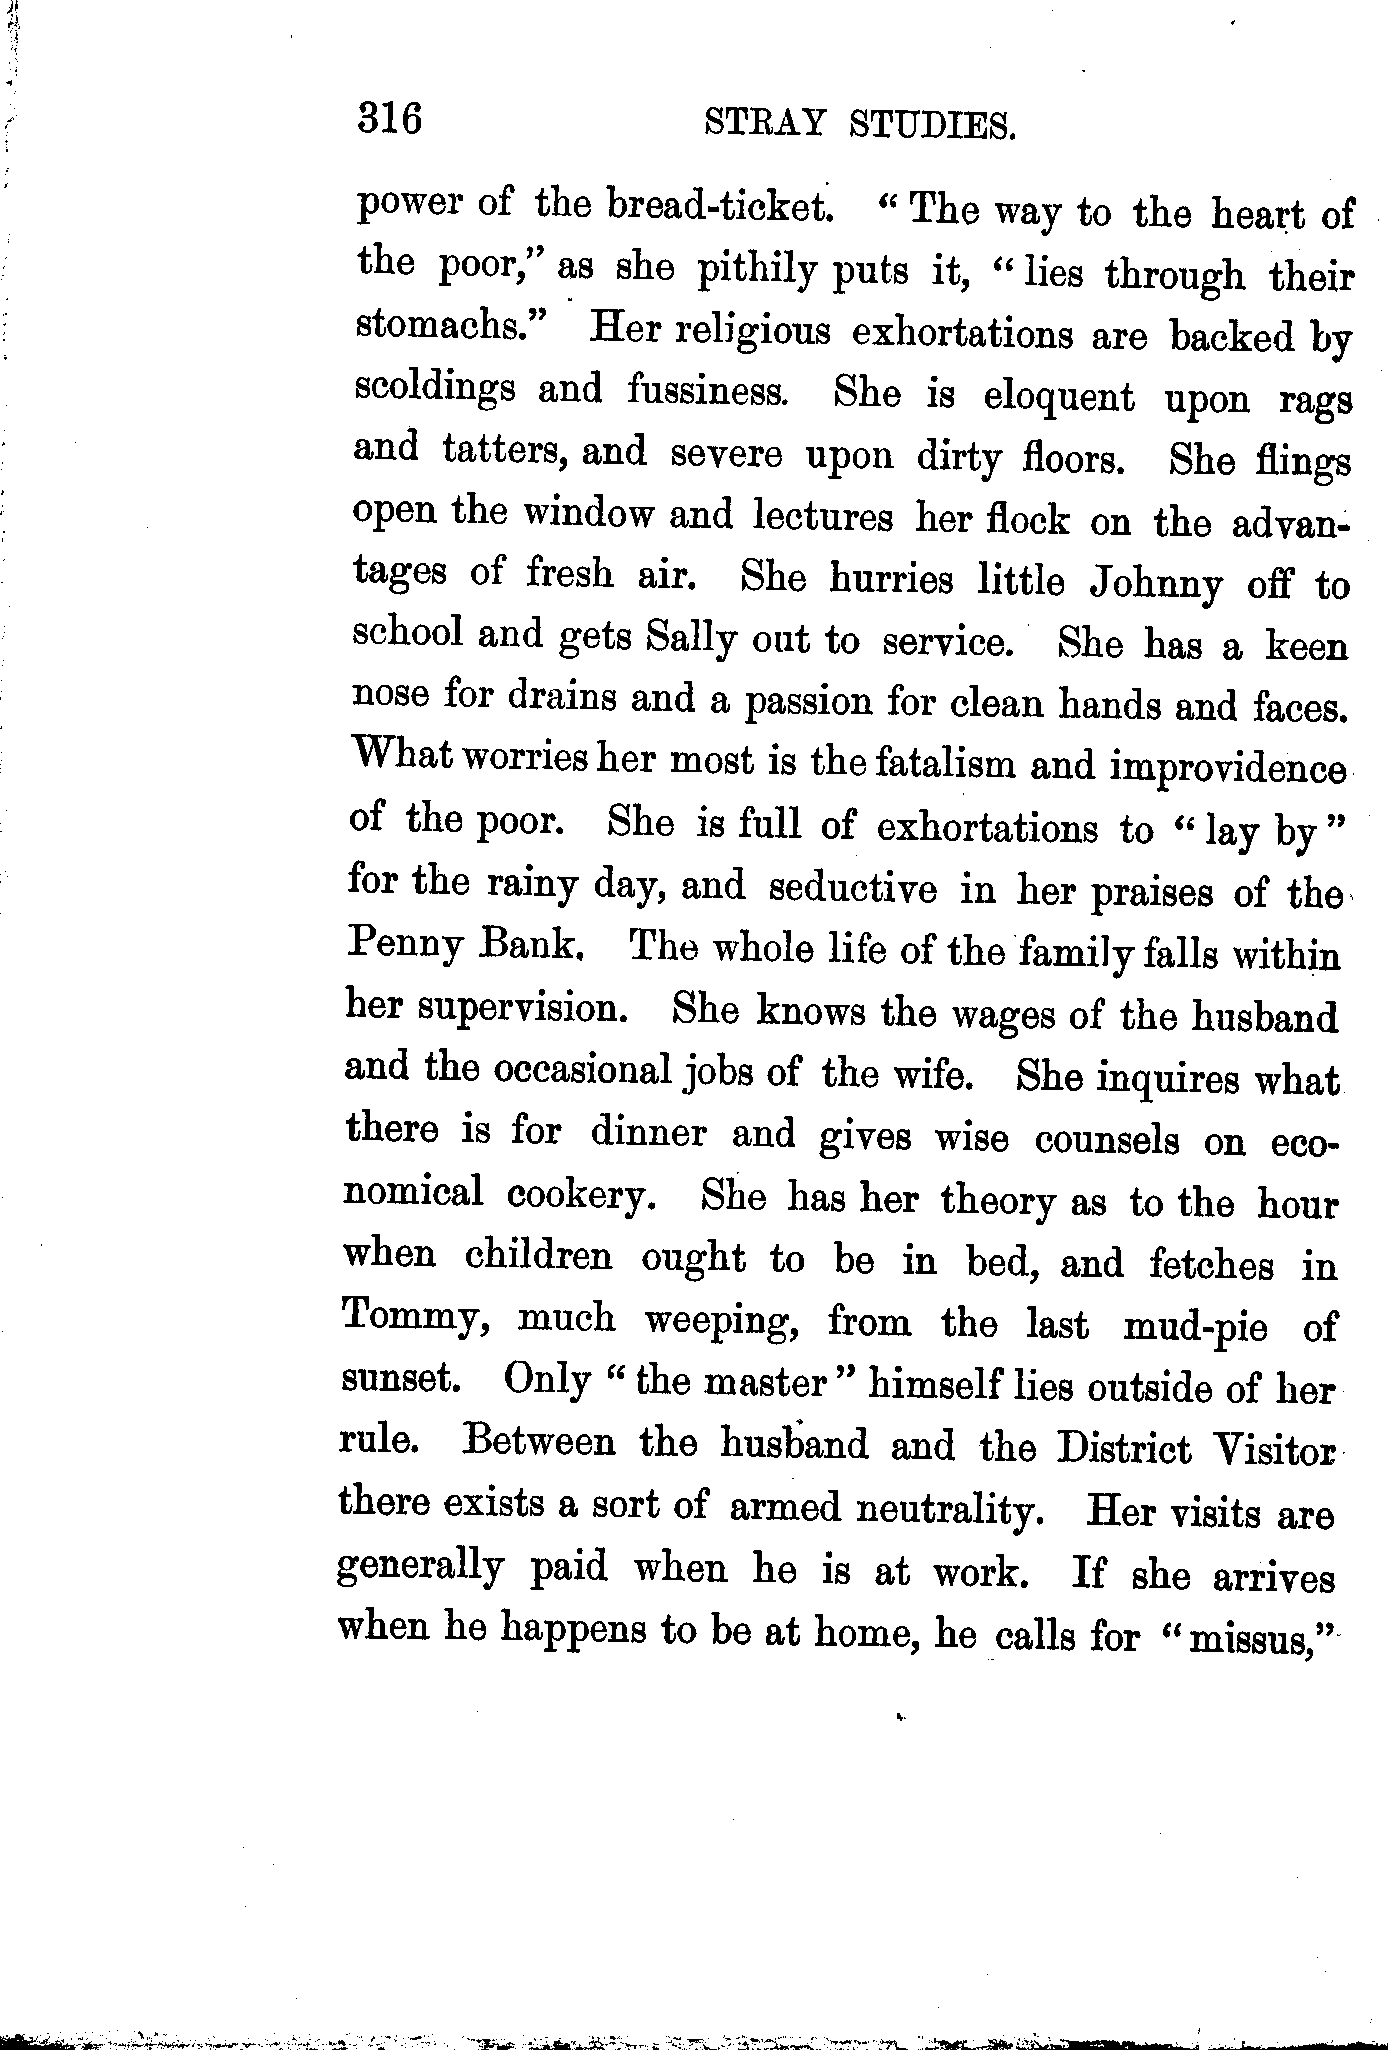 316 STRAY STUDIES.
power of the bread-ticket. “ The way to the heart of
the poor,” as she pithily puts it, “ lies through their
stomachs.” Her religious exhortations are backed by
scoldings and fussiness. She is eloquent upon rags
and tatters, and severe upon dirty floors. She flings
open the window and lectures her flock on the advan-
tages of fresh air. She hurries little Johnny off to
school and gets Sally out to service. She has a keen
nose for drains and a passion for clean hands and faces.
What worries her most is the fatalism and improvidence
of the poor. She is full of exhortations to “ lay by ”
for the rainy day, and seductive in her praises of the
Penny Bank. The whole life of the family falls within
her supervision. She knows the wages of the husband
and the occasional jobs of the wife. She inquires what
there is for dinner and gives wise counsels on eco-
nomical cookery. She has her theory as to the hour
when children ought to be in bed, and fetches in
Tommy, much weeping, from the last mud-pie of
sunset. Only “ the master ” himself lies outside of her
rule. Between the husband and the District Visitor
there exists a sort of armed neutrality. Her visits are
generally paid when he is at work. If she arrives
when he happens to be at home, he calls for “ missus,”